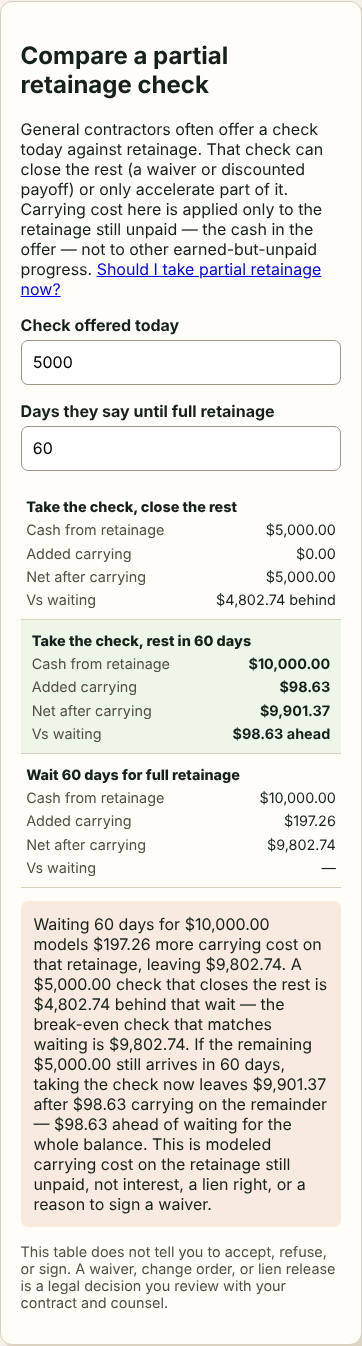 Compare a partial
retainage check
General contractors often offer a check
today against retainage. That check can
close the rest (a waiver or discounted
payoff) or only accelerate part of it.
Carrying cost here is applied only to the
retainage still unpaid — the cash in the
offer — not to other earned-but-unpaid
progress. Should I take partial retainage
now?
Check offered today
5000
Days they say until full retainage
60
Take the check, close the rest
Cash from retainage $5,000.00
Added carrying $0.00
Net after carrying $5,000.00
Vs waiting $4,802.74 behind
Take the check, rest in 60 days
Cash from retainage $10,000.00
Added carrying $98.63
Net after carrying $9,901.37
Vs waiting $98.63 ahead
Wait 60 days for full retainage
Cash from retainage $10,000.00
Added carrying $197.26
Net after carrying $9,802.74
Vs waiting —
Waiting 60 days for $10,000.00
models $197.26 more carrying cost on
that retainage, leaving $9,802.74. A
$5,000.00 check that closes the rest is
$4,802.74 behind that wait — the
break-even check that matches
waiting is $9,802.74. If the remaining
$5,000.00 still arrives in 60 days,
taking the check now leaves $9,901.37
after $98.63 carrying on the remainder
— $98.63 ahead of waiting for the
whole balance. This is modeled
carrying cost on the retainage still
unpaid, not interest, a lien right, or a
reason to sign a waiver.
This table does not tell you to accept, refuse,
or sign. A waiver, change order, or lien release
is a legal decision you review with your
contract and counsel.